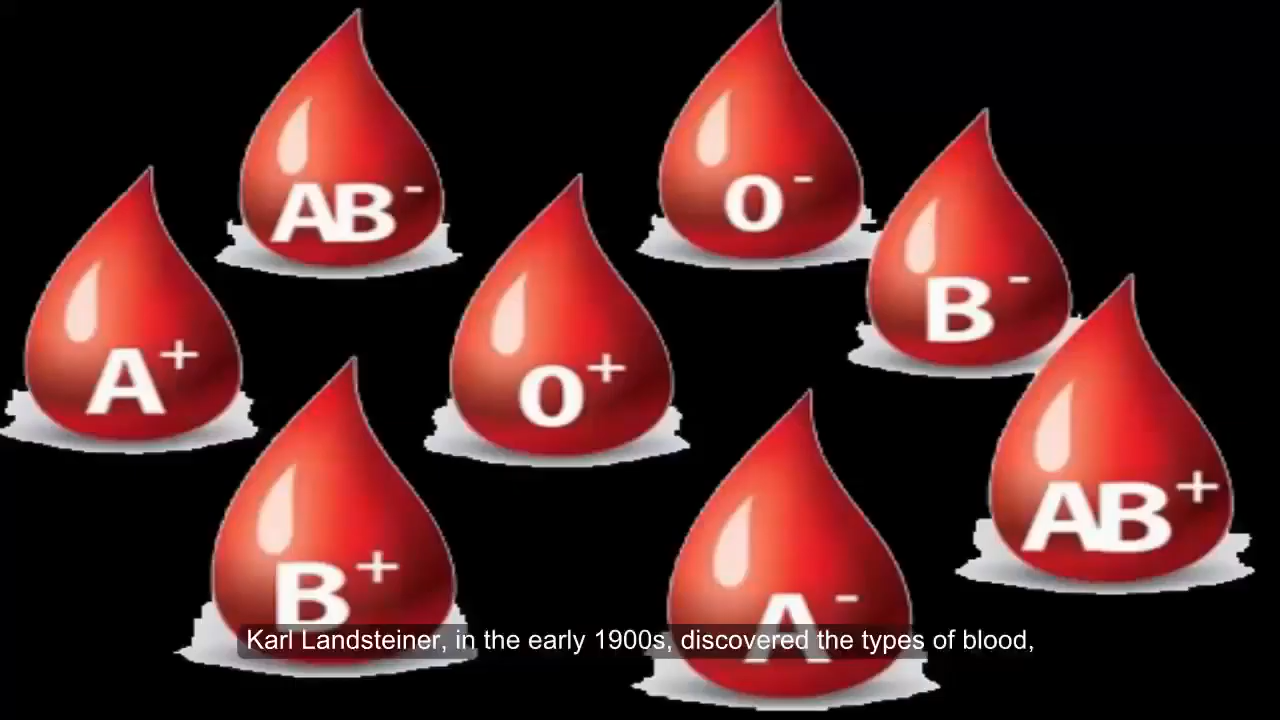 AB-
O-
B-
A+
O+
AB+
B+
A-
Karl Landsteiner, in the early 1900s, discovered the types of blood,